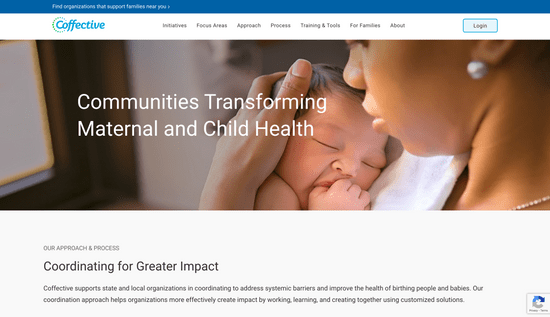 Find organizations that support families near you ›
Coffective
Initiatives Focus Areas Approach Process Training & Tools For Families About Login
Communities Transforming
Maternal and Child Health
OUR APPROACH & PROCESS
Coordinating for Greater Impact
Coffective supports state and local organizations in coordinating to address systemic barriers and improve the health of birthing people and babies. Our
coordination approach helps organizations more effectively create impact by working, learning, and creating together using customized solutions.
Privacy - Terms